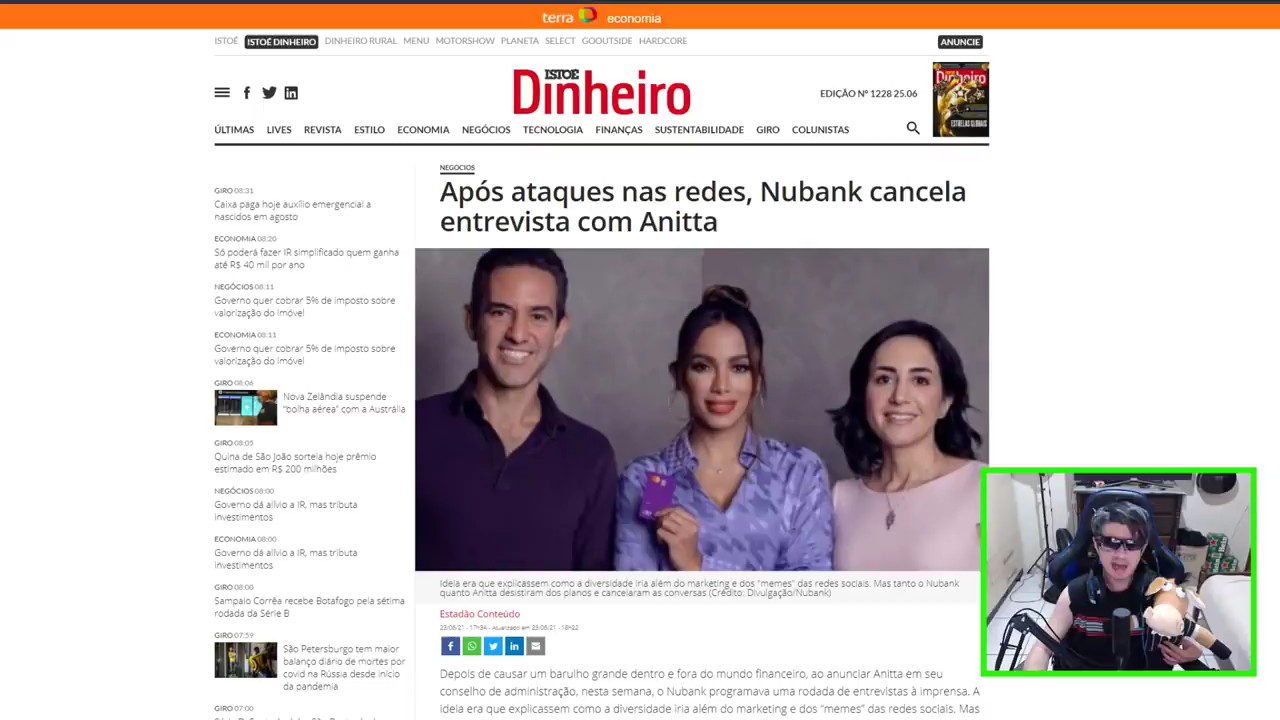 terra economia
ISTOÉ ISTOÉ DINHEIRO DINHEIRO RURAL MENU MOTORSHOW PLANETA SELECT GOOUTSIDE HARDCORE
ANUNCIE
ISTOÉ
Dinheiro
EDIÇÃO Nº 1228 25.06
Dinheiro
ESTRELAS GLOBAIS
ÚLTIMAS LIVES REVISTA ESTILO ECONOMIA NEGÓCIOS TECNOLOGIA FINANÇAS SUSTENTABILIDADE GIRO COLUNISTAS
GIRO 08:31
Caixa paga hoje auxílio emergencial a
nascidos em agosto
ECONOMIA 08:20
Só poderá fazer IR simplificado quem ganha
até R$ 40 mil por ano
NEGÓCIOS 08:11
Governo quer cobrar 5% de imposto sobre
valorização do imóvel
ECONOMIA 08:11
Governo quer cobrar 5% de imposto sobre
valorização do imóvel
GIRO 08:06
Nova Zelândia suspende
“bolha aérea” com a Austrália
GIRO 08:05
Quina de São João sorteia hoje prêmio
estimado em R$ 200 milhões
NEGÓCIOS 08:00
Governo dá alívio a IR, mas tributa
investimentos
ECONOMIA 08:00
Governo dá alívio a IR, mas tributa
investimentos
GIRO 08:00
Sampaio Corrêa recebe Botafogo pela sétima
rodada da Série B
GIRO 07:59
São Petersburgo tem maior
balanço diário de mortes por
covid na Rússia desde início
da pandemia
GIRO 07:00
NEGÓCIOS
Após ataques nas redes, Nubank cancela
entrevista com Anitta
Ideia era que explicassem como a diversidade iria além do marketing e dos "memes" das redes sociais. Mas tanto o Nubank
quanto Anitta desistiram dos planos e cancelaram as conversas (Crédito: Divulgação/Nubank)
Estadão Conteúdo
23/06/21 - 17h34 - Atualizado em 23/06/21 - 18h22
Depois de causar um barulho grande dentro e fora do mundo financeiro, ao anunciar Anitta em seu
conselho de administração, nesta semana, o Nubank programava uma rodada de entrevistas à imprensa. A
ideia era que explicassem como a diversidade iria além do marketing e dos "memes" das redes sociais. Mas